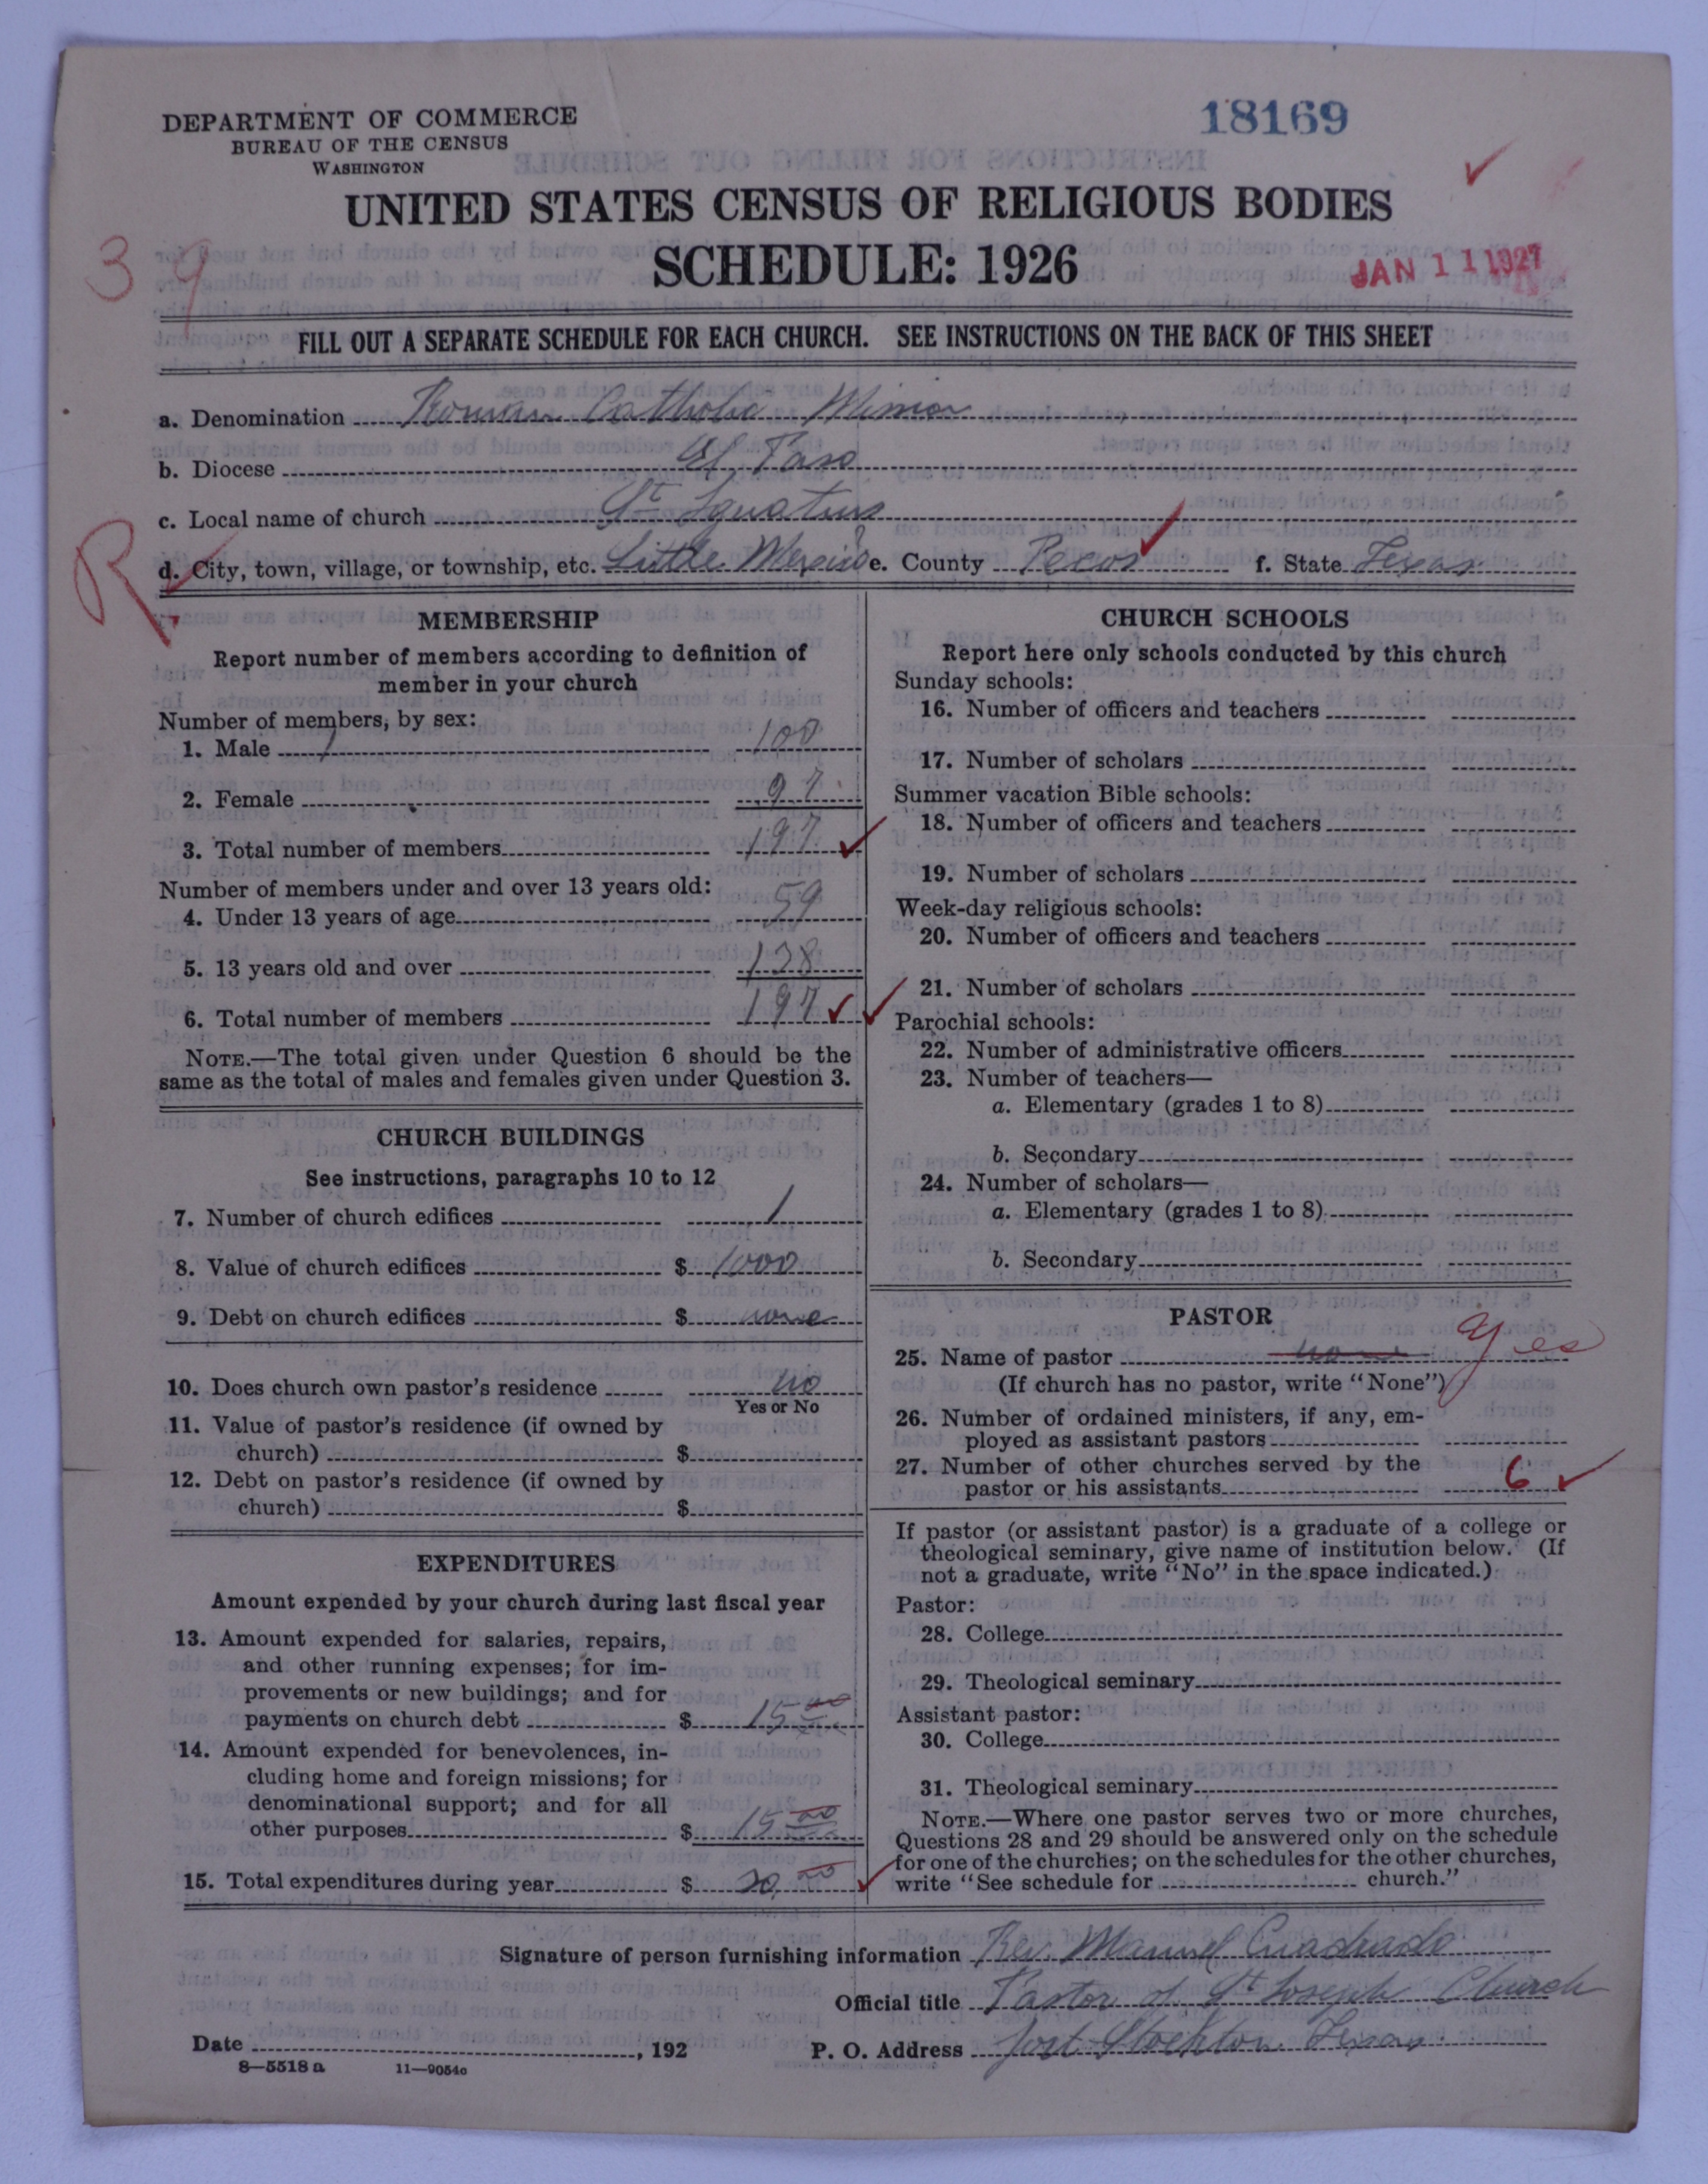 DEPARTMENT OF COMMERCE
BUREAU OF THE CENSUS
WASHINGTON
18169
UNITED STATES CENSUS OF RELIGIOUS BODIES
SCHEDULE: 1926
39
JAN 11 1927
FILL OUT A SEPARATE SCHEDULE FOR EACH CHURCH. SEE INSTRUCTIONS ON THE BACK OF THIS SHEET
a. Denomination Roman Catholic Mission
b. Diocese El Paso
c. Local name of church St Ignatius
R
d. City, town, village, or township, etc. Little Mexico e. County Pecos f. State Texas
MEMBERSHIP
Report number of members according to definition of
member in your church
Number of members, by sex:
1. Male 100
2. Female 97
3. Total number of members 197
Number of members under and over 13 years old:
4. Under 13 years of age 59
5. 13 years old and over 138
6. Total number of members 197
NOTE.—The total given under Question 6 should be the
same as the total of males and females given under Question 3.
CHURCH BUILDINGS
See instructions, paragraphs 10 to 12
7. Number of church edifices 1
8. Value of church edifices $ 1000
9. Debt on church edifices $ none
10. Does church own pastor's residence no
Yes or No
11. Value of pastor's residence (if owned by
church) $
12. Debt on pastor's residence (if owned by
church) $
EXPENDITURES
Amount expended by your church during last fiscal year
13. Amount expended for salaries, repairs,
and other running expenses; for im-
provements or new buildings; and for
payments on church debt $ 15.00
14. Amount expended for benevolences, in-
cluding home and foreign missions; for
denominational support; and for all
other purposes $ 15.00
15. Total expenditures during year $ 30.00
CHURCH SCHOOLS
Report here only schools conducted by this church
Sunday schools:
16. Number of officers and teachers
17. Number of scholars
Summer vacation Bible schools:
18. Number of officers and teachers
19. Number of scholars
Week-day religious schools:
20. Number of officers and teachers
21. Number of scholars
Parochial schools:
22. Number of administrative officers
23. Number of teachers—
a. Elementary (grades 1 to 8)
b. Secondary
24. Number of scholars—
a. Elementary (grades 1 to 8)
b. Secondary
PASTOR
25. Name of pastor none Yes
(If church has no pastor, write "None")
26. Number of ordained ministers, if any, em-
ployed as assistant pastors
27. Number of other churches served by the
pastor or his assistants 6
If pastor (or assistant pastor) is a graduate of a college or
theological seminary, give name of institution below. (If
not a graduate, write "No" in the space indicated.)
Pastor:
28. College
29. Theological seminary
Assistant pastor:
30. College
31. Theological seminary
NOTE.—Where one pastor serves two or more churches,
Questions 28 and 29 should be answered only on the schedule
for one of the churches; on the schedules for the other churches,
write "See schedule for church."
Signature of person furnishing information Rev. Manuel Cuadrado
Official title Pastor of St Joseph Church
Date , 192 P. O. Address Fort Stockton Texas
8—5518 a 11—9054c